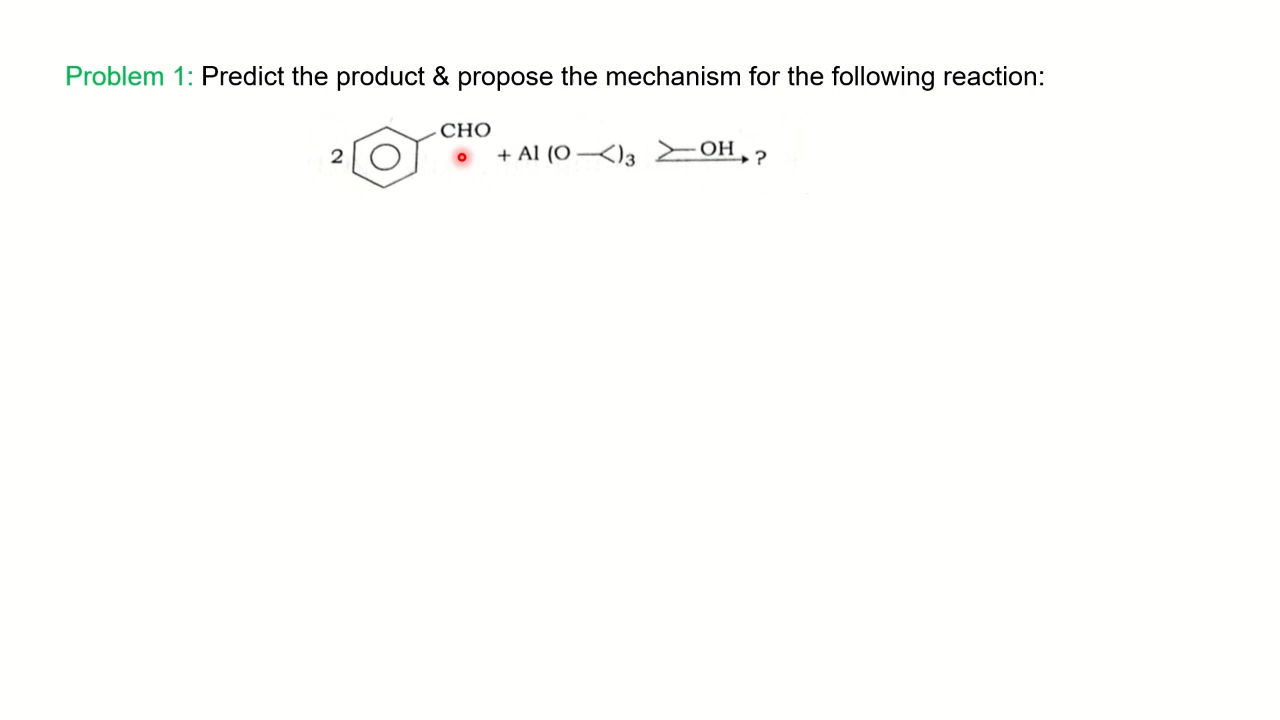 Problem 1: Predict the product & propose the mechanism for the following reaction:
CHO
2 + Al (O )3 OH ?